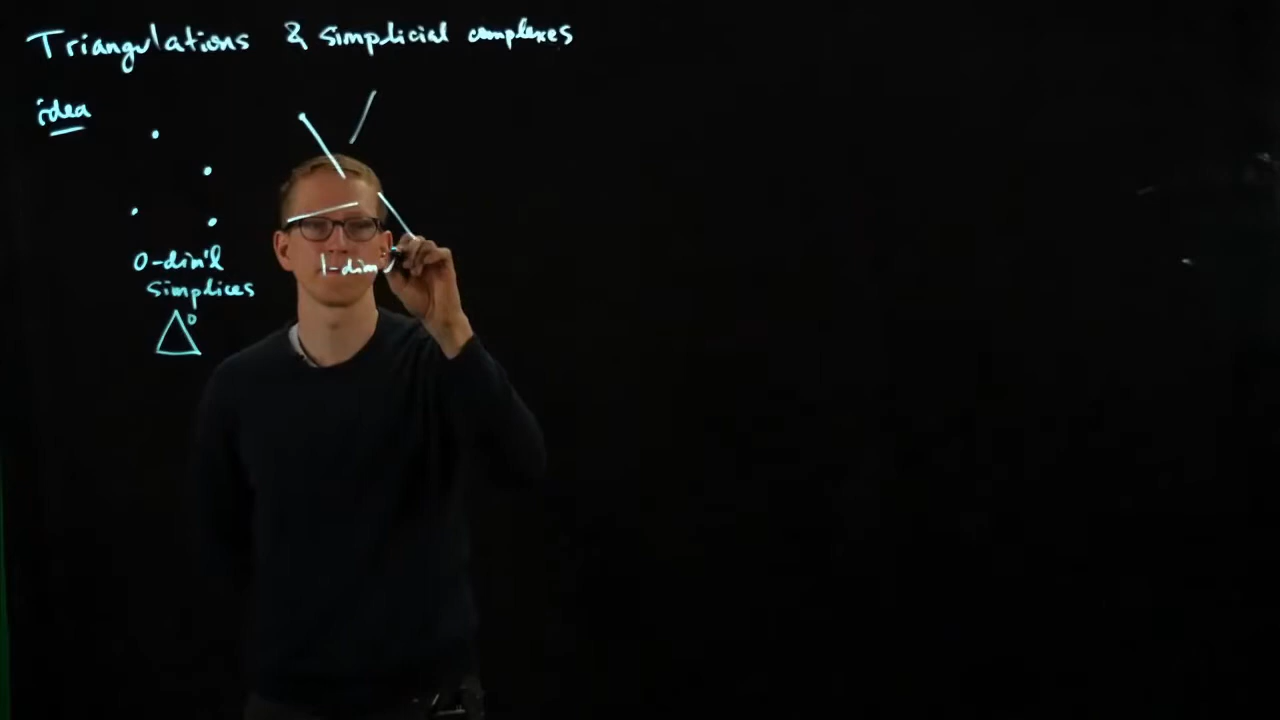 Triangulations & simplicial complexes
idea
0-dim'l
simplices
Δ⁰
1-dim